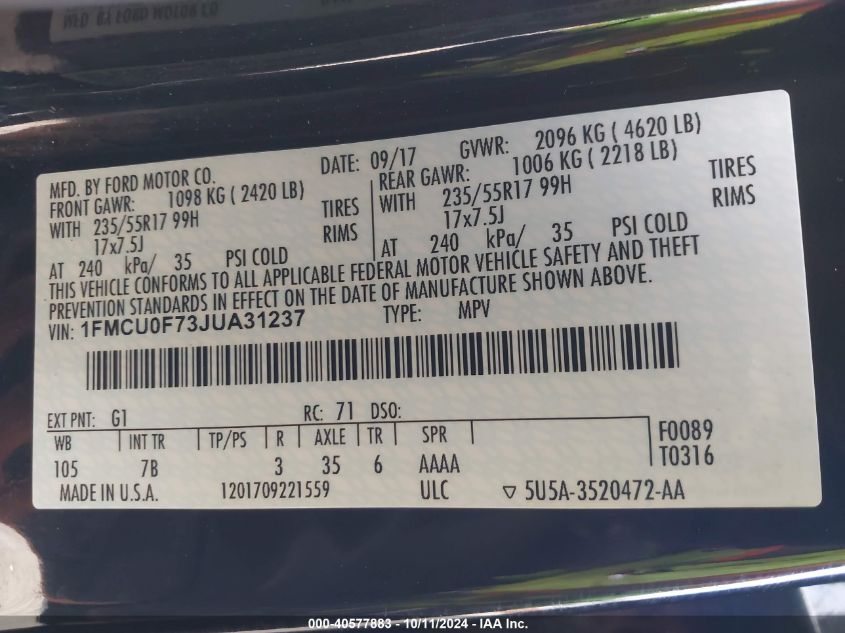 MFD. BY FORD MOTOR CO
MFD. BY FORD MOTOR CO. DATE: 09/17 GVWR: 2096 KG ( 4620 LB)
FRONT GAWR: 1098 KG ( 2420 LB) REAR GAWR: 1006 KG ( 2218 LB)
WITH 235/55R17 99H TIRES WITH 235/55R17 99H TIRES
17x7.5J RIMS 17x7.5J RIMS
AT 240 kPa/ 35 PSI COLD AT 240 kPa/ 35 PSI COLD
THIS VEHICLE CONFORMS TO ALL APPLICABLE FEDERAL MOTOR VEHICLE SAFETY AND THEFT
PREVENTION STANDARDS IN EFFECT ON THE DATE OF MANUFACTURE SHOWN ABOVE.
VIN: 1FMCU0F73JUA31237 TYPE: MPV
EXT PNT: G1 RC: 71 DSO:
WB INT TR TP/PS R AXLE TR SPR F0089
105 7B 3 35 6 AAAA T0316
MADE IN U.S.A. 1201709221559 ULC ▽ 5U5A-3520472-AA
000-40577883 - 10/11/2024 - IAA Inc.